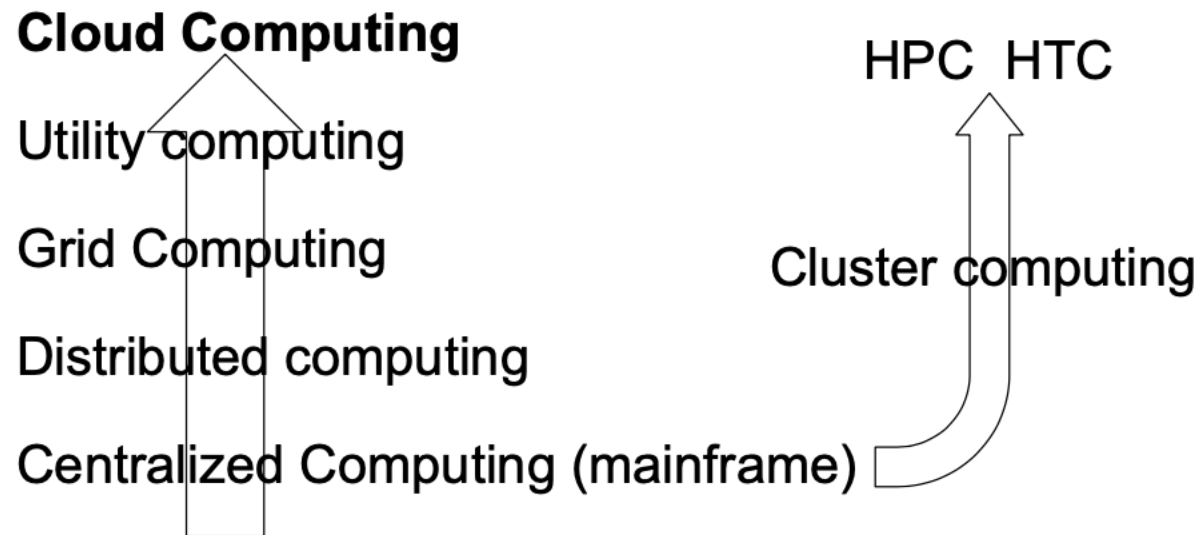 Cloud Computing
HPC HTC
Utility computing
Grid Computing
Cluster computing
Distributed computing
Centralized Computing (mainframe)